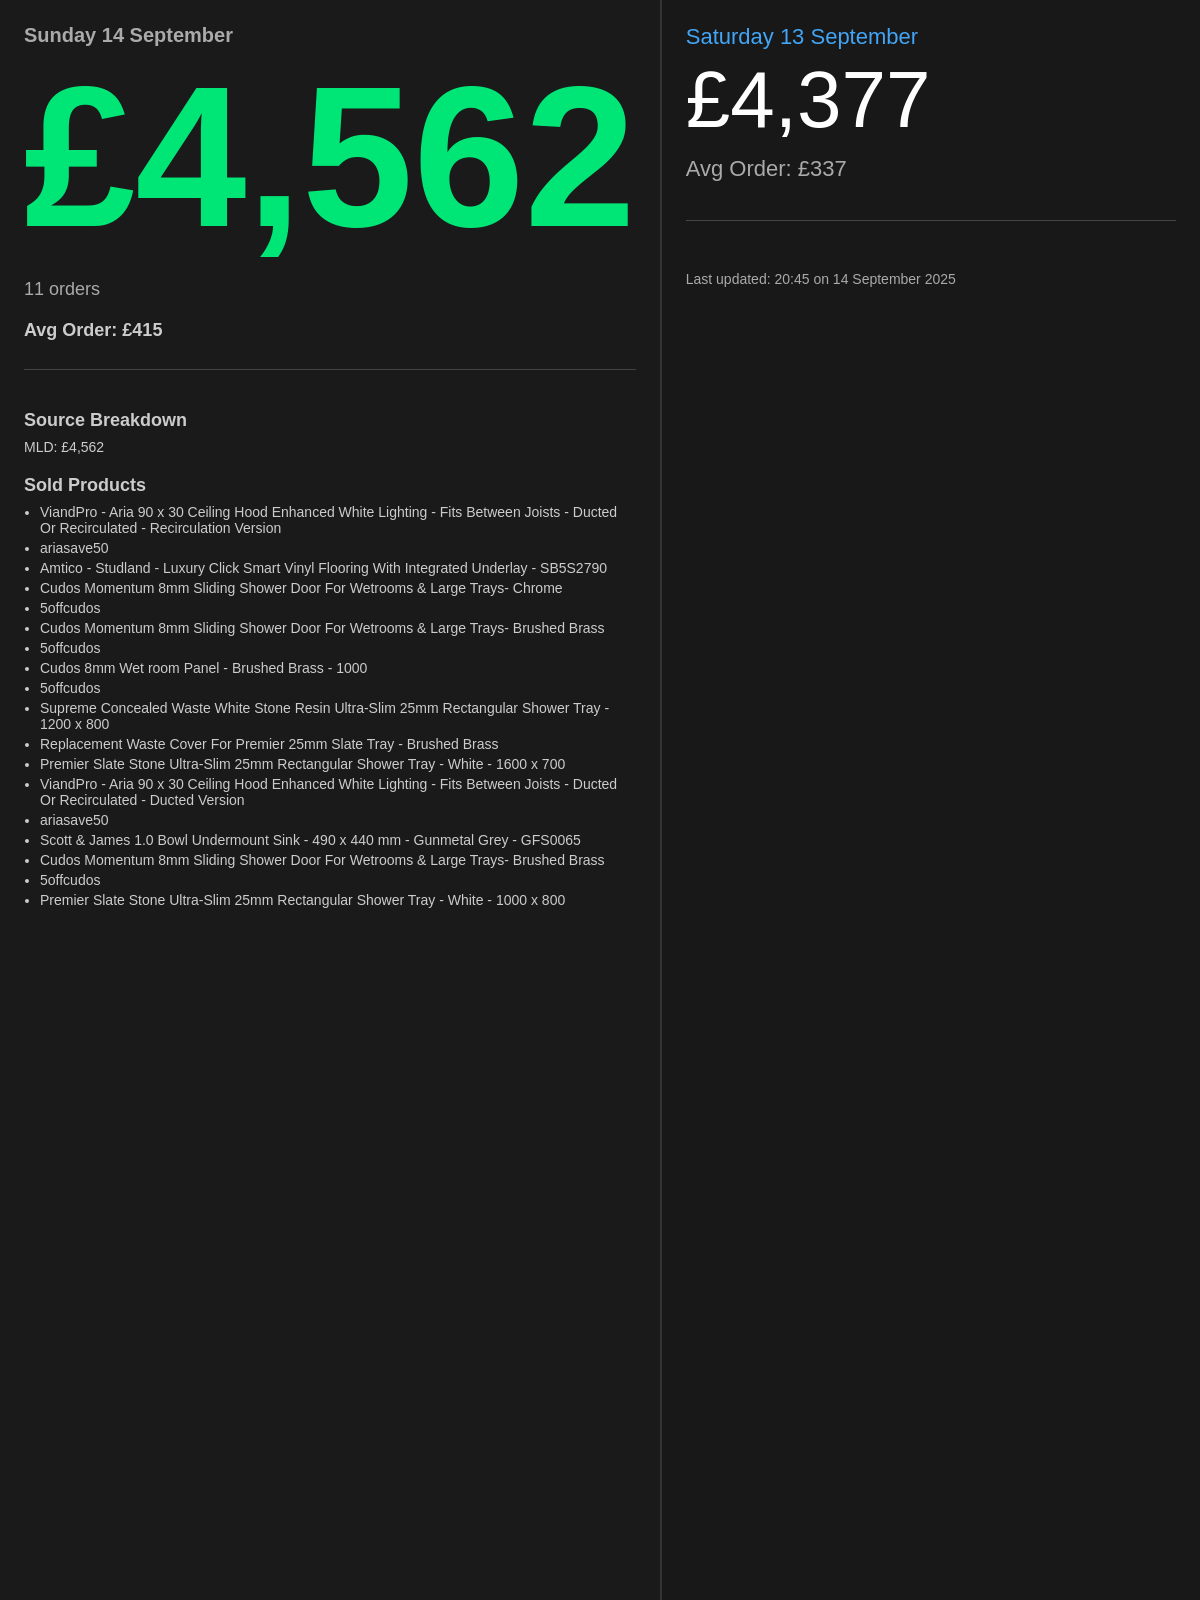 Sunday 14 September
£4,562
11 orders
Avg Order: £415
Source Breakdown
MLD: £4,562
Sold Products
• ViandPro - Aria 90 x 30 Ceiling Hood Enhanced White Lighting - Fits Between Joists - Ducted
Or Recirculated - Recirculation Version
• ariasave50
• Amtico - Studland - Luxury Click Smart Vinyl Flooring With Integrated Underlay - SB5S2790
• Cudos Momentum 8mm Sliding Shower Door For Wetrooms & Large Trays- Chrome
• 5offcudos
• Cudos Momentum 8mm Sliding Shower Door For Wetrooms & Large Trays- Brushed Brass
• 5offcudos
• Cudos 8mm Wet room Panel - Brushed Brass - 1000
• 5offcudos
• Supreme Concealed Waste White Stone Resin Ultra-Slim 25mm Rectangular Shower Tray -
1200 x 800
• Replacement Waste Cover For Premier 25mm Slate Tray - Brushed Brass
• Premier Slate Stone Ultra-Slim 25mm Rectangular Shower Tray - White - 1600 x 700
• ViandPro - Aria 90 x 30 Ceiling Hood Enhanced White Lighting - Fits Between Joists - Ducted
Or Recirculated - Ducted Version
• ariasave50
• Scott & James 1.0 Bowl Undermount Sink - 490 x 440 mm - Gunmetal Grey - GFS0065
• Cudos Momentum 8mm Sliding Shower Door For Wetrooms & Large Trays- Brushed Brass
• 5offcudos
• Premier Slate Stone Ultra-Slim 25mm Rectangular Shower Tray - White - 1000 x 800
Saturday 13 September
£4,377
Avg Order: £337
Last updated: 20:45 on 14 September 2025